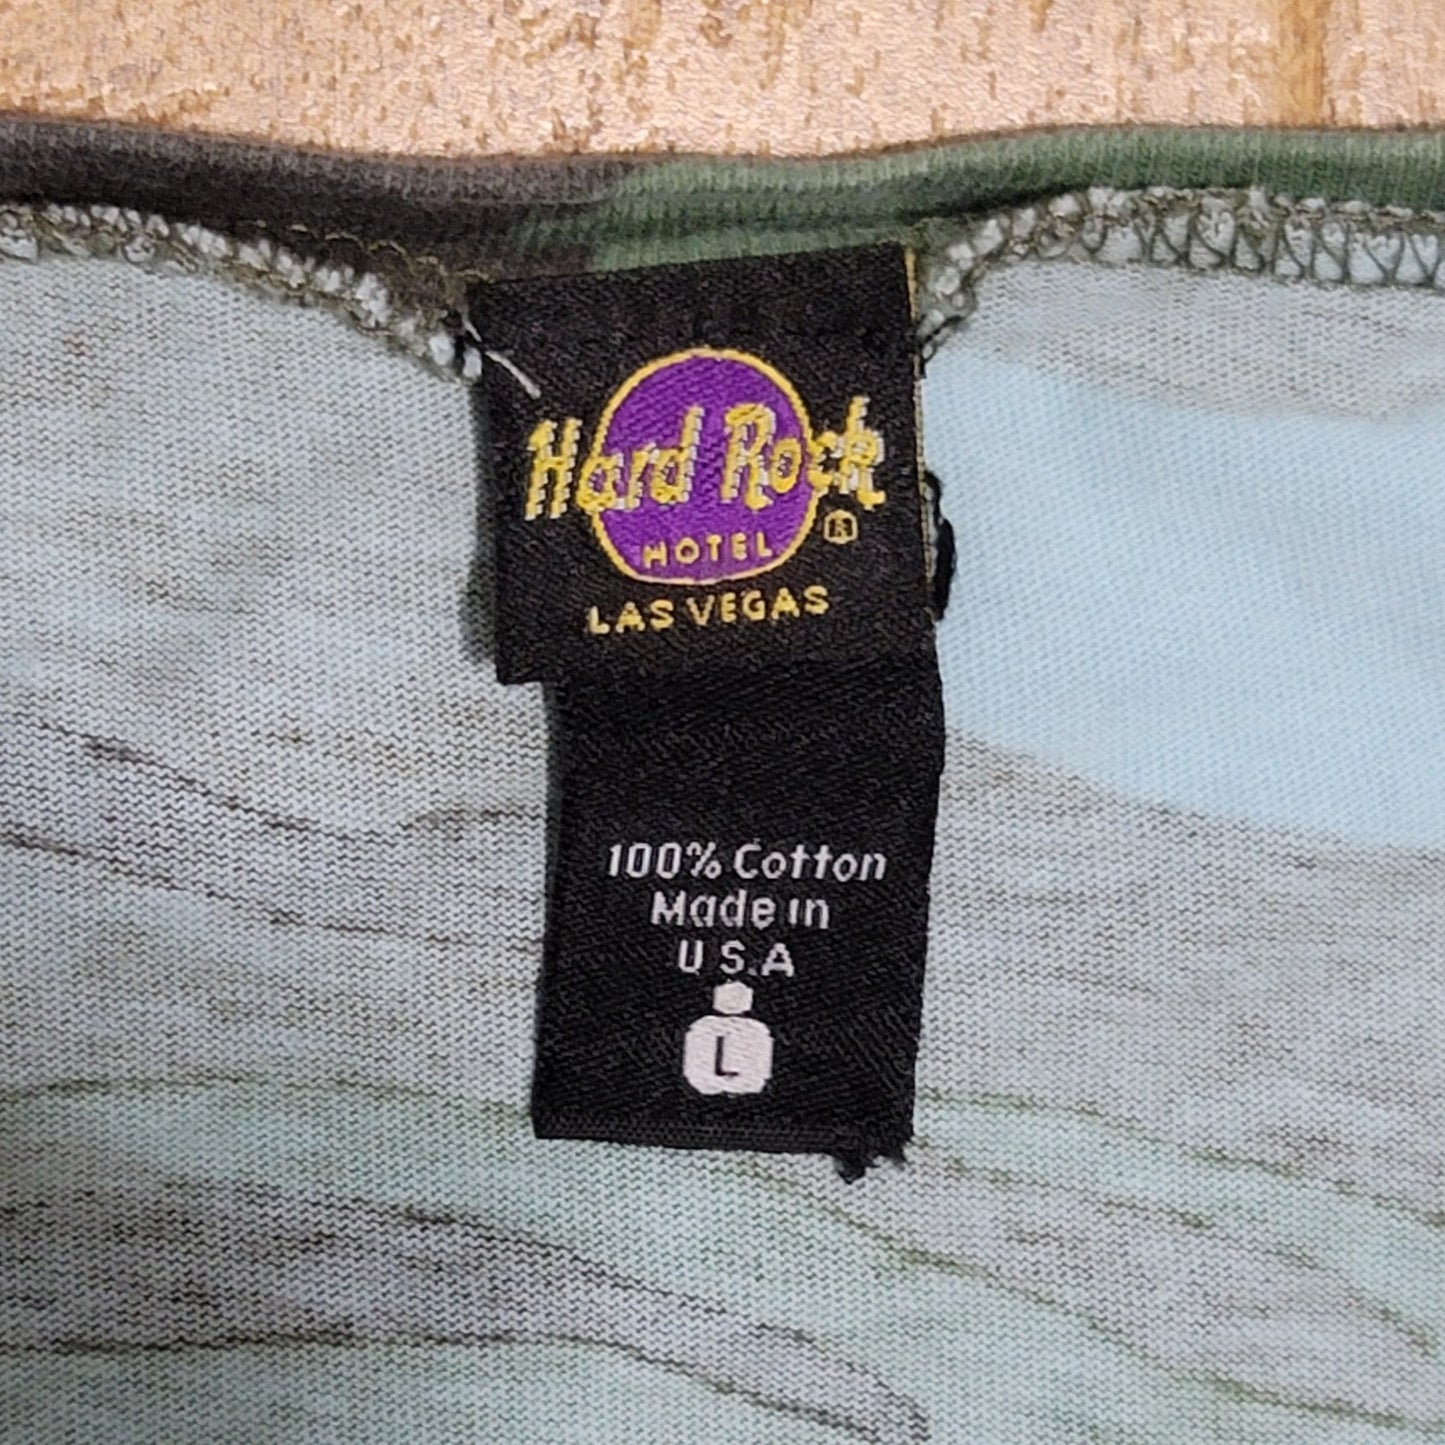 Hard Rock
HOTEL
®
LAS VEGAS
100% Cotton
Made in
U.S.A
L